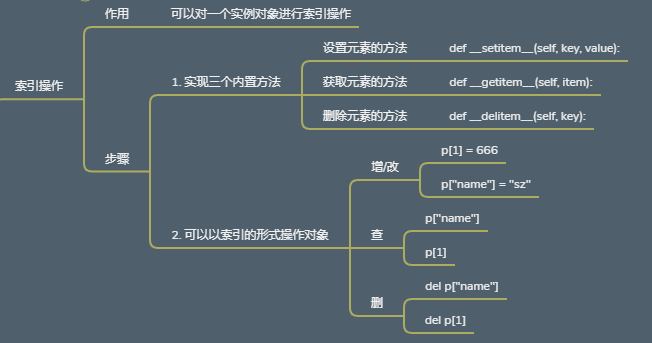 作用 可以对一个实例对象进行索引操作
设置元素的方法 def __setitem__(self, key, value):
索引操作 1. 实现三个内置方法 获取元素的方法 def __getitem__(self, item):
删除元素的方法 def __delitem__(self, key):
步骤
增/改 p[1] = 666
p["name"] = "sz"
2. 可以以索引的形式操作对象 查 p["name"]
p[1]
删 del p["name"]
del p[1]